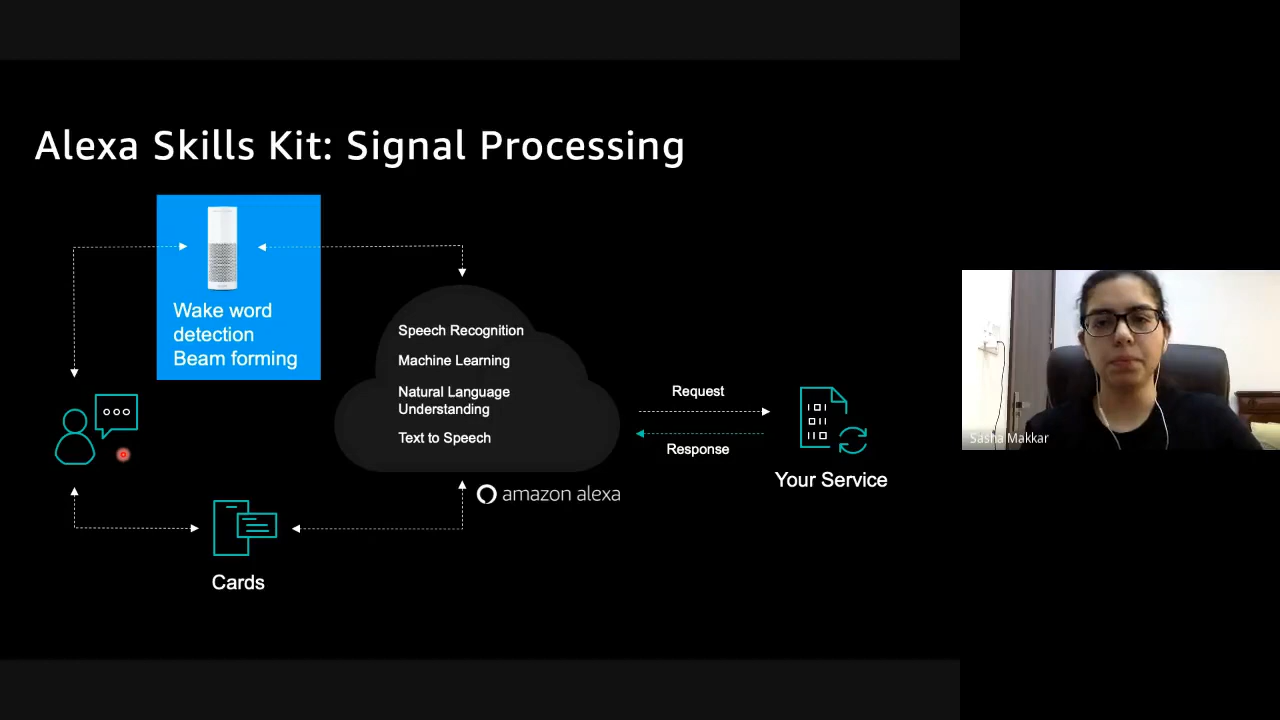 Alexa Skills Kit: Signal Processing
Wake word
detection
Beam forming
Speech Recognition
Machine Learning
Natural Language
Understanding
Text to Speech
amazon alexa
Request
Response
Your Service
Cards
Sasha Makkar